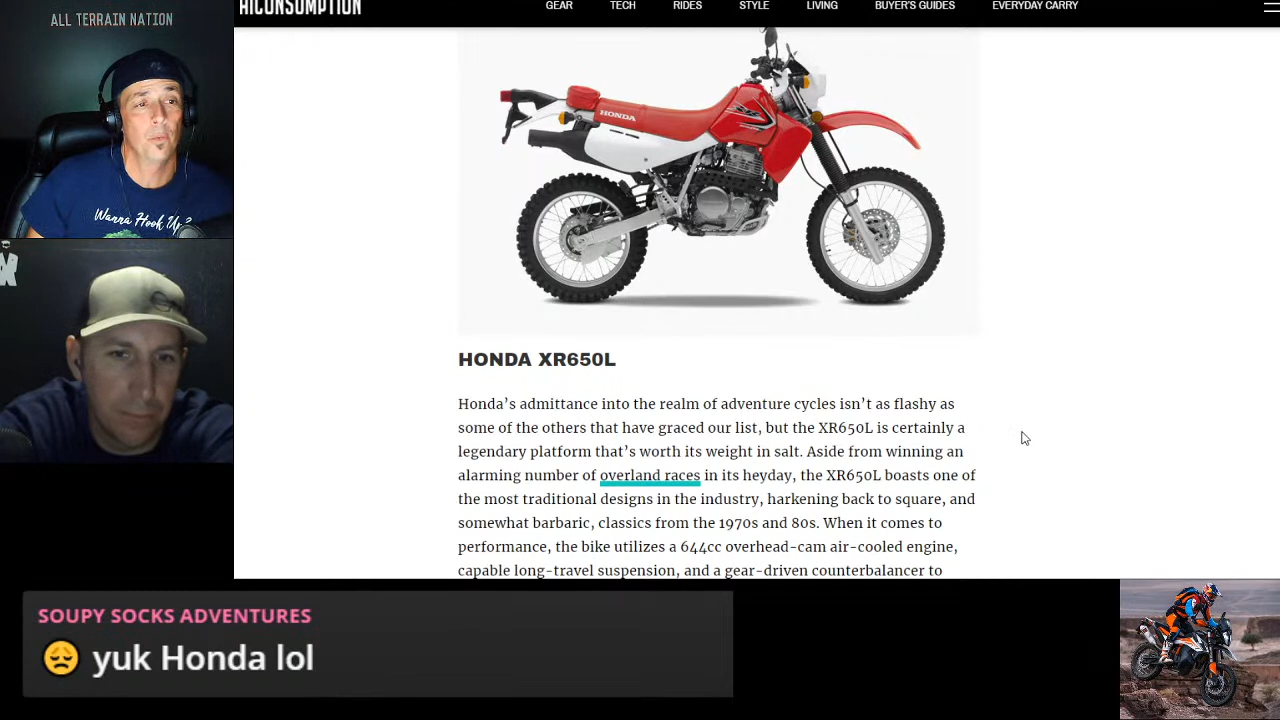 ALL TERRAIN NATION
Wanna Hook Up?
HICONSUMPTION
GEAR TECH RIDES STYLE LIVING BUYER'S GUIDES EVERYDAY CARRY
HONDA
HONDA XR650L
Honda’s admittance into the realm of adventure cycles isn’t as flashy as
some of the others that have graced our list, but the XR650L is certainly a
legendary platform that’s worth its weight in salt. Aside from winning an
alarming number of overland races in its heyday, the XR650L boasts one of
the most traditional designs in the industry, harkening back to square, and
somewhat barbaric, classics from the 1970s and 80s. When it comes to
performance, the bike utilizes a 644cc overhead-cam air-cooled engine,
capable long-travel suspension, and a gear-driven counterbalancer to
SOUPY SOCKS ADVENTURES
😞 yuk Honda lol